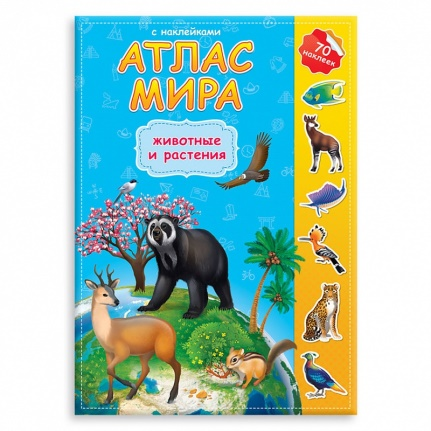 с наклейками
АТЛАС
МИРА
животные
и растения
70
наклеек